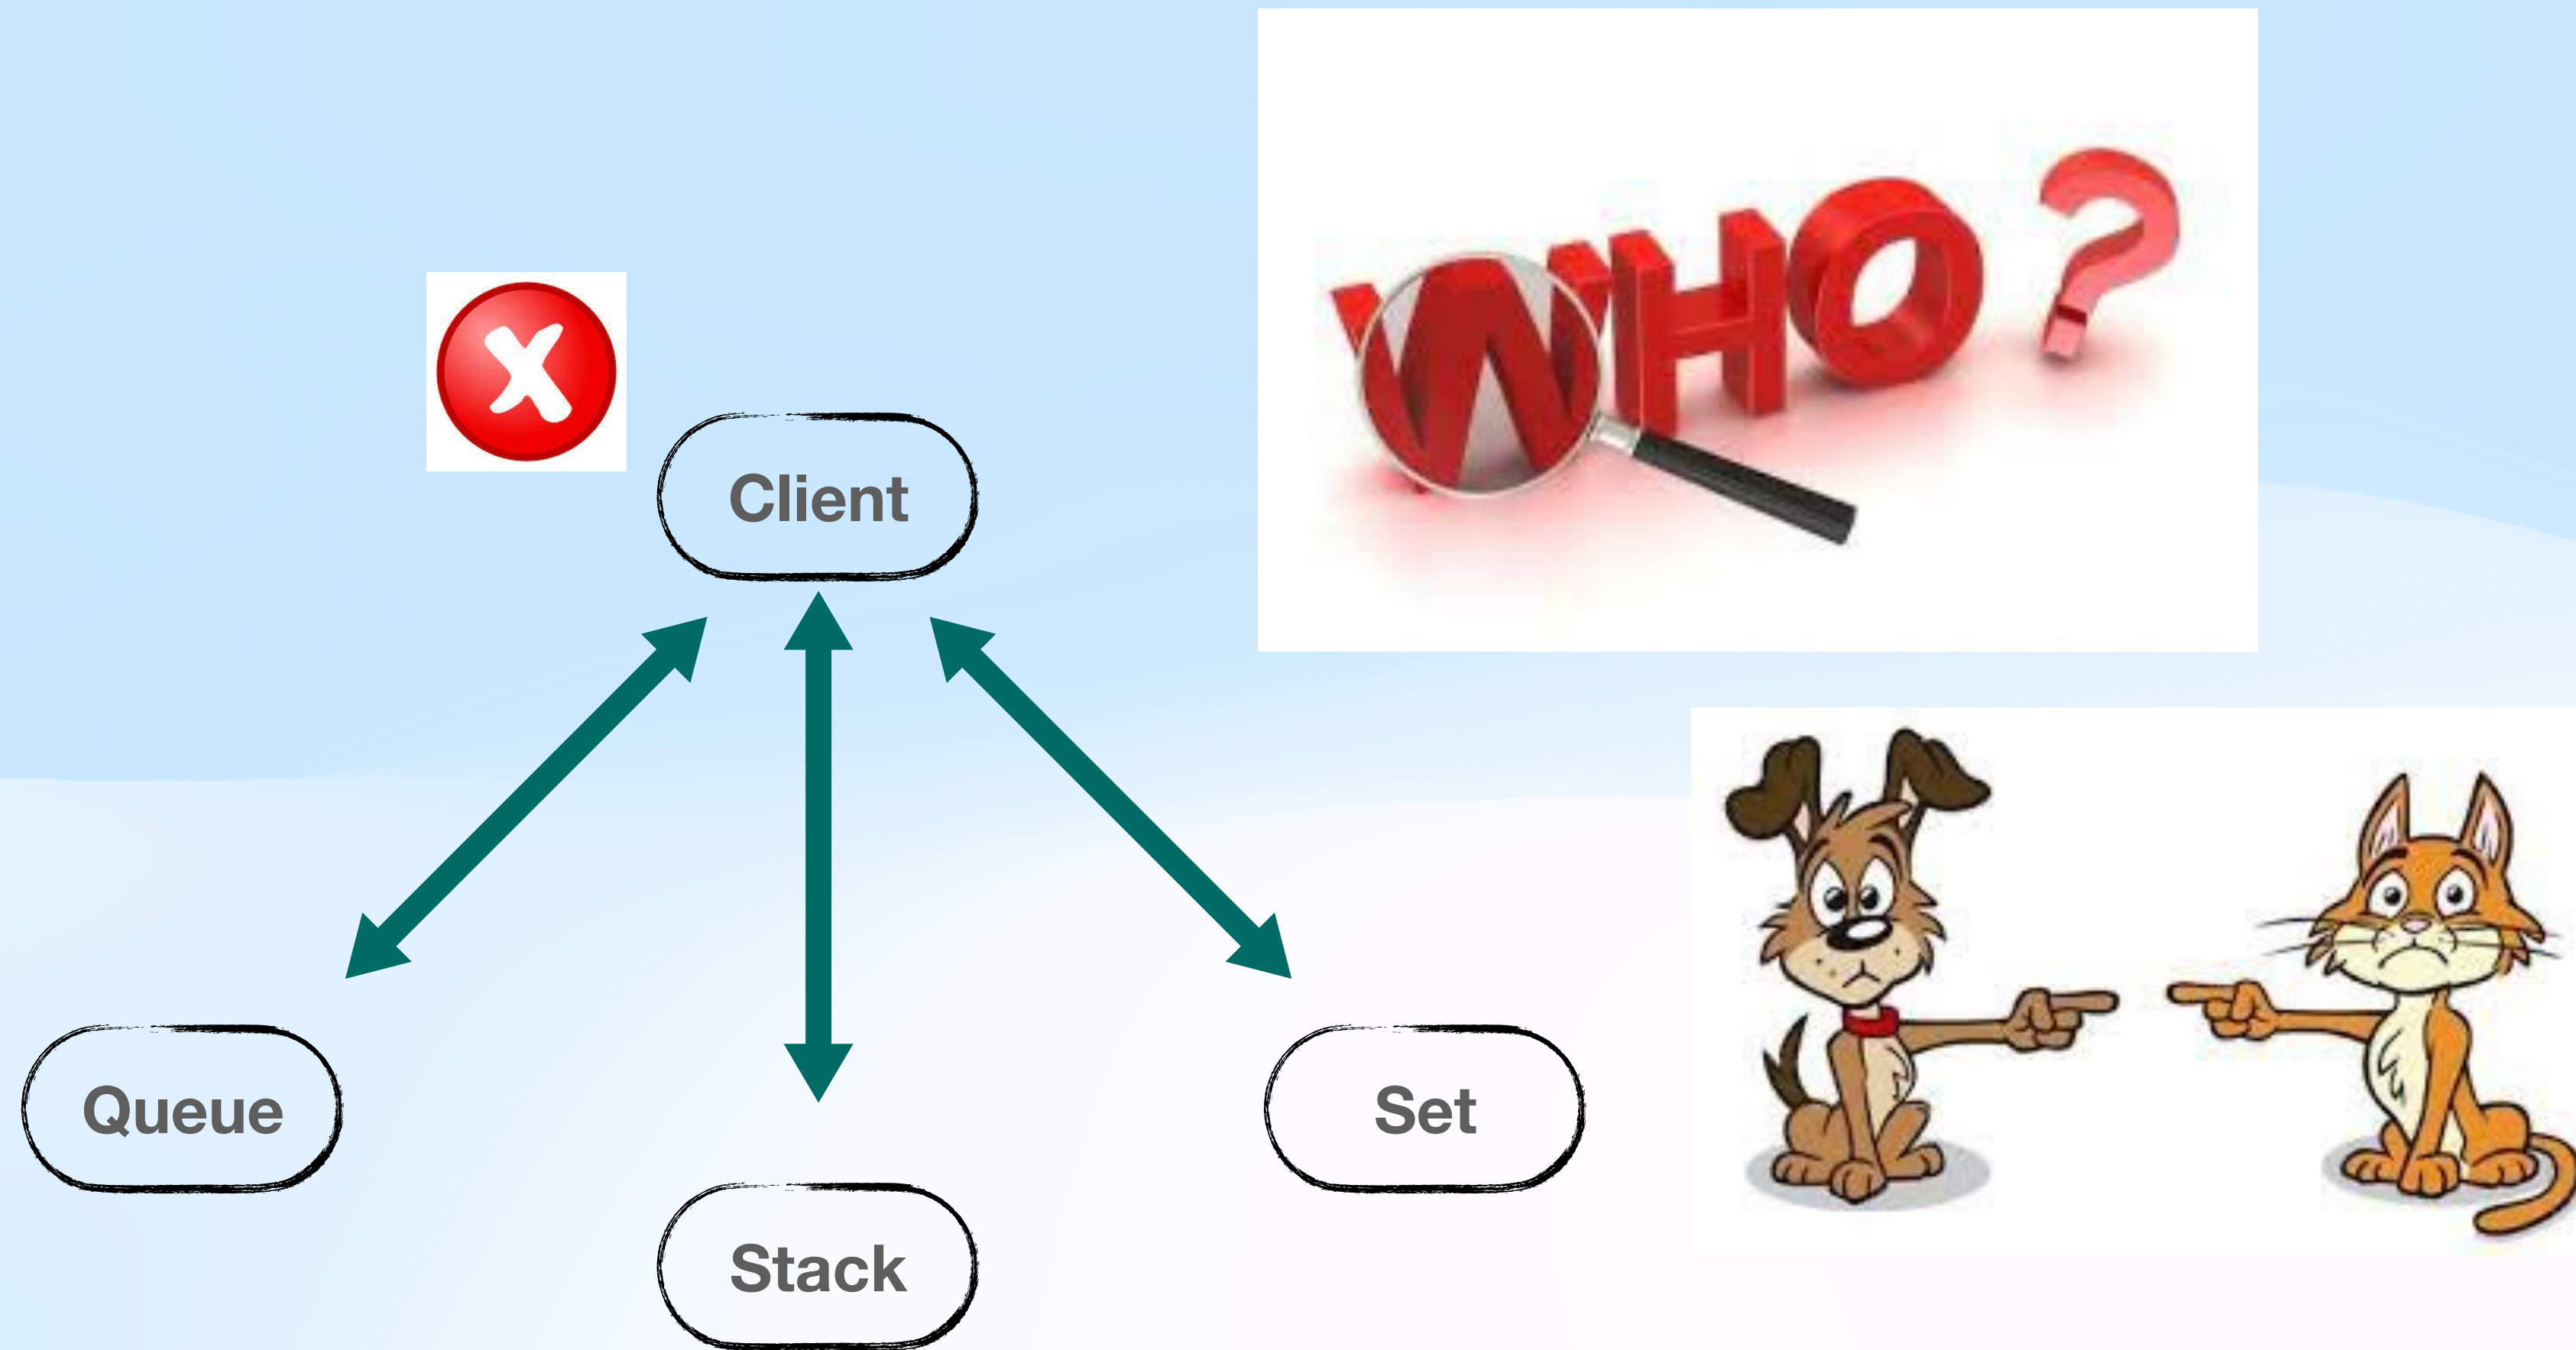 WHO?
X
Client
Queue
Set
Stack